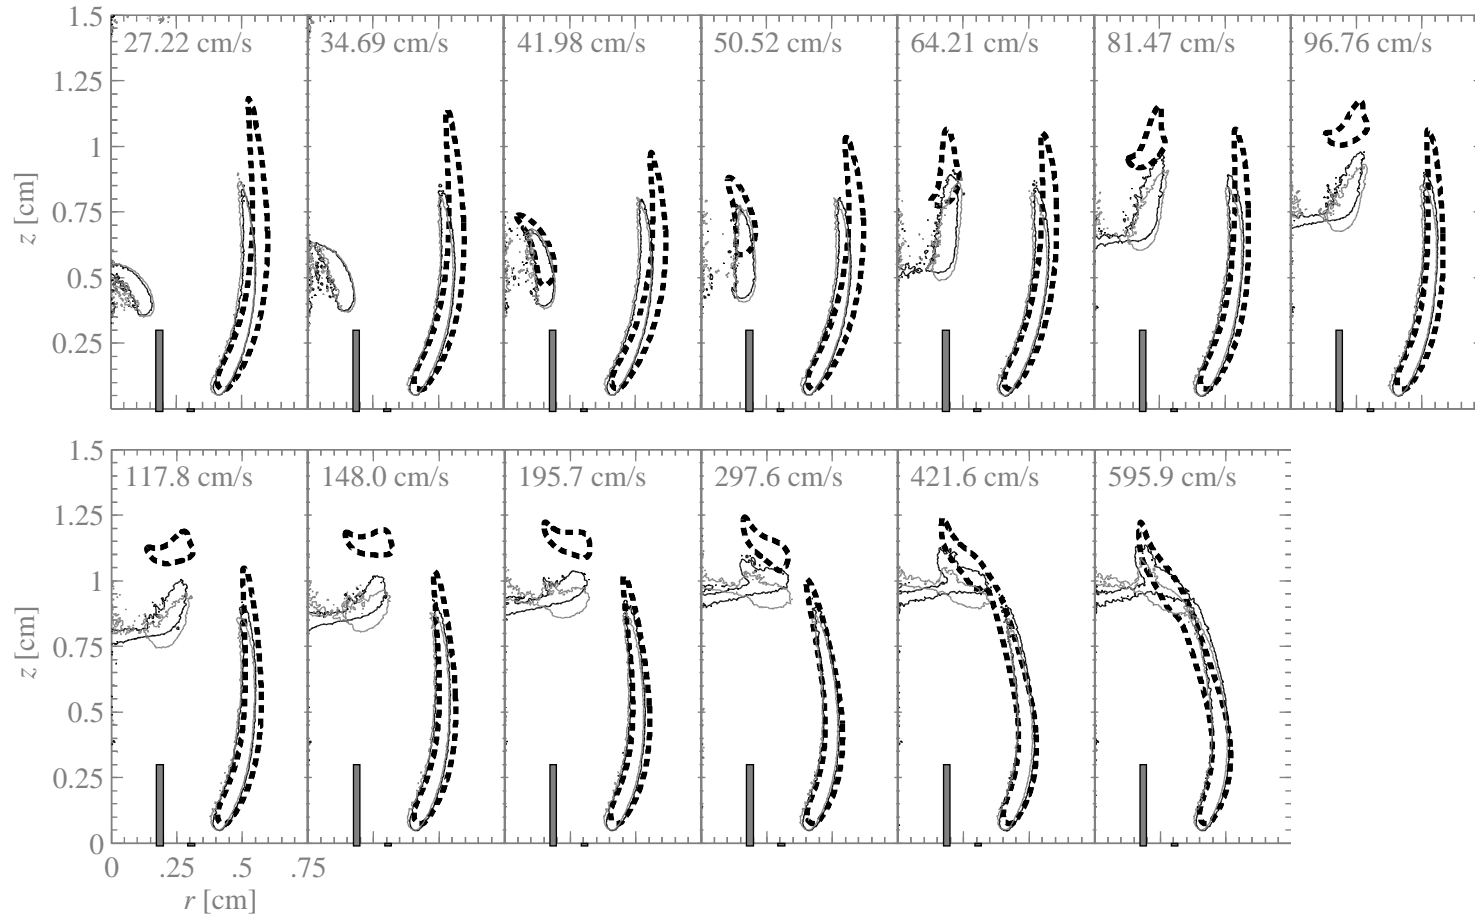 1.5
1.25
1
0.75
0.5
0.25
z [cm]
27.22 cm/s
34.69 cm/s
41.98 cm/s
50.52 cm/s
64.21 cm/s
81.47 cm/s
96.76 cm/s
1.5
1.25
1
0.75
0.5
0.25
0
z [cm]
117.8 cm/s
148.0 cm/s
195.7 cm/s
297.6 cm/s
421.6 cm/s
595.9 cm/s
0 .25 .5 .75
r [cm]